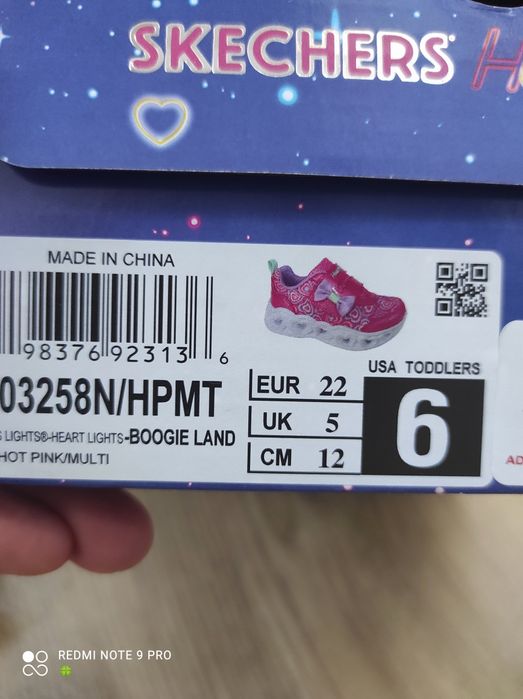 SKECHERS
MADE IN CHINA
98376 92313 6
03258N/HPMT
LIGHTS®-HEART LIGHTS-BOOGIE LAND
HOT PINK/MULTI
EUR 22
UK 5
CM 12
USA TODDLERS
6
AD
REDMI NOTE 9 PRO